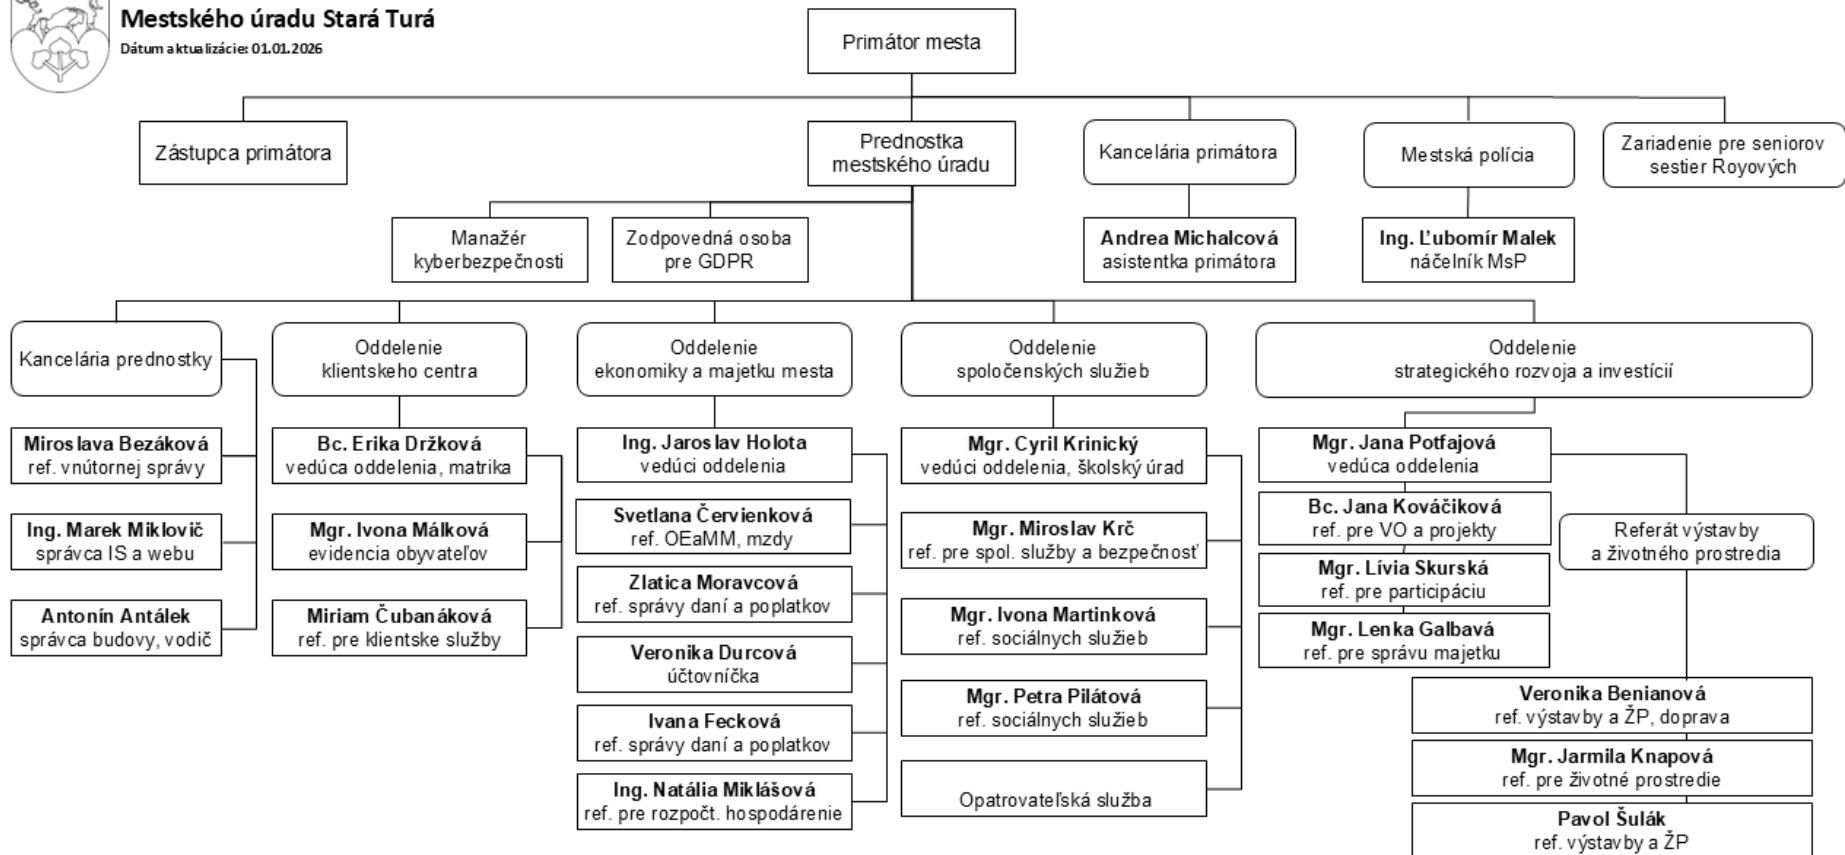 Mestského úradu Stará Turá
Dátum aktualizácie: 01.01.2026
Primátor mesta
Zástupca primátora
Prednostka
mestského úradu
Kancelária primátora
Mestská polícia
Zariadenie pre seniorov
sestier Royových
Manažér
kyberbezpečnosti
Zodpovedná osoba
pre GDPR
Andrea Michalcová
asistentka primátora
Ing. Ľubomír Malek
náčelník MsP
Kancelária prednostky
Oddelenie
klientskeho centra
Oddelenie
ekonomiky a majetku mesta
Oddelenie
spoločenských služieb
Oddelenie
strategického rozvoja a investícií
Miroslava Bezáková
ref. vnútornej správy
Ing. Marek Miklovič
správca IS a webu
Antonín Antálek
správca budovy, vodič
Bc. Erika Držková
vedúca oddelenia, matrika
Mgr. Ivona Málková
evidencia obyvateľov
Miriam Čubanáková
ref. pre klientske služby
Ing. Jaroslav Holota
vedúci oddelenia
Svetlana Červienková
ref. OEaMM, mzdy
Zlatica Moravcová
ref. správy daní a poplatkov
Veronika Durcová
účtovníčka
Ivana Fecková
ref. správy daní a poplatkov
Ing. Natália Miklášová
ref. pre rozpočt. hospodárenie
Mgr. Cyril Krinický
vedúci oddelenia, školský úrad
Mgr. Miroslav Krč
ref. pre spol. služby a bezpečnosť
Mgr. Ivona Martinková
ref. sociálnych služieb
Mgr. Petra Pilátová
ref. sociálnych služieb
Opatrovateľská služba
Mgr. Jana Potfajová
vedúca oddelenia
Bc. Jana Kováčiková
ref. pre VO a projekty
Mgr. Lívia Skurská
ref. pre participáciu
Mgr. Lenka Galbavá
ref. pre správu majetku
Referát výstavby
a životného prostredia
Veronika Benianová
ref. výstavby a ŽP, doprava
Mgr. Jarmila Knapová
ref. pre životné prostredie
Pavol Šulák
ref. výstavby a ŽP